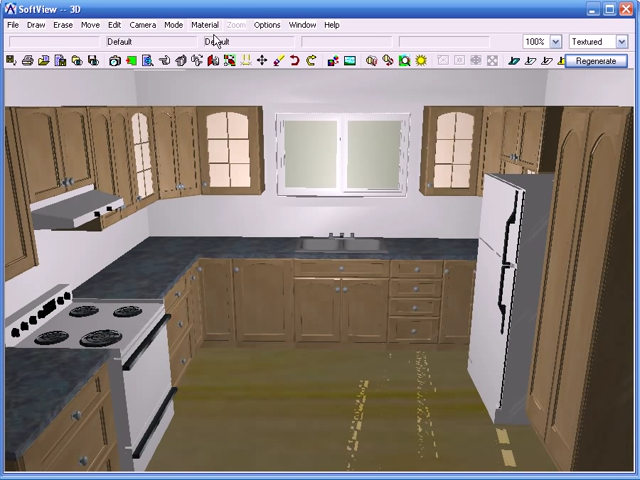 SoftView -- 3D
File Draw Erase Move Edit Camera Mode Material Zoom Options Window Help
Default Default 100% Textured
Regenerate